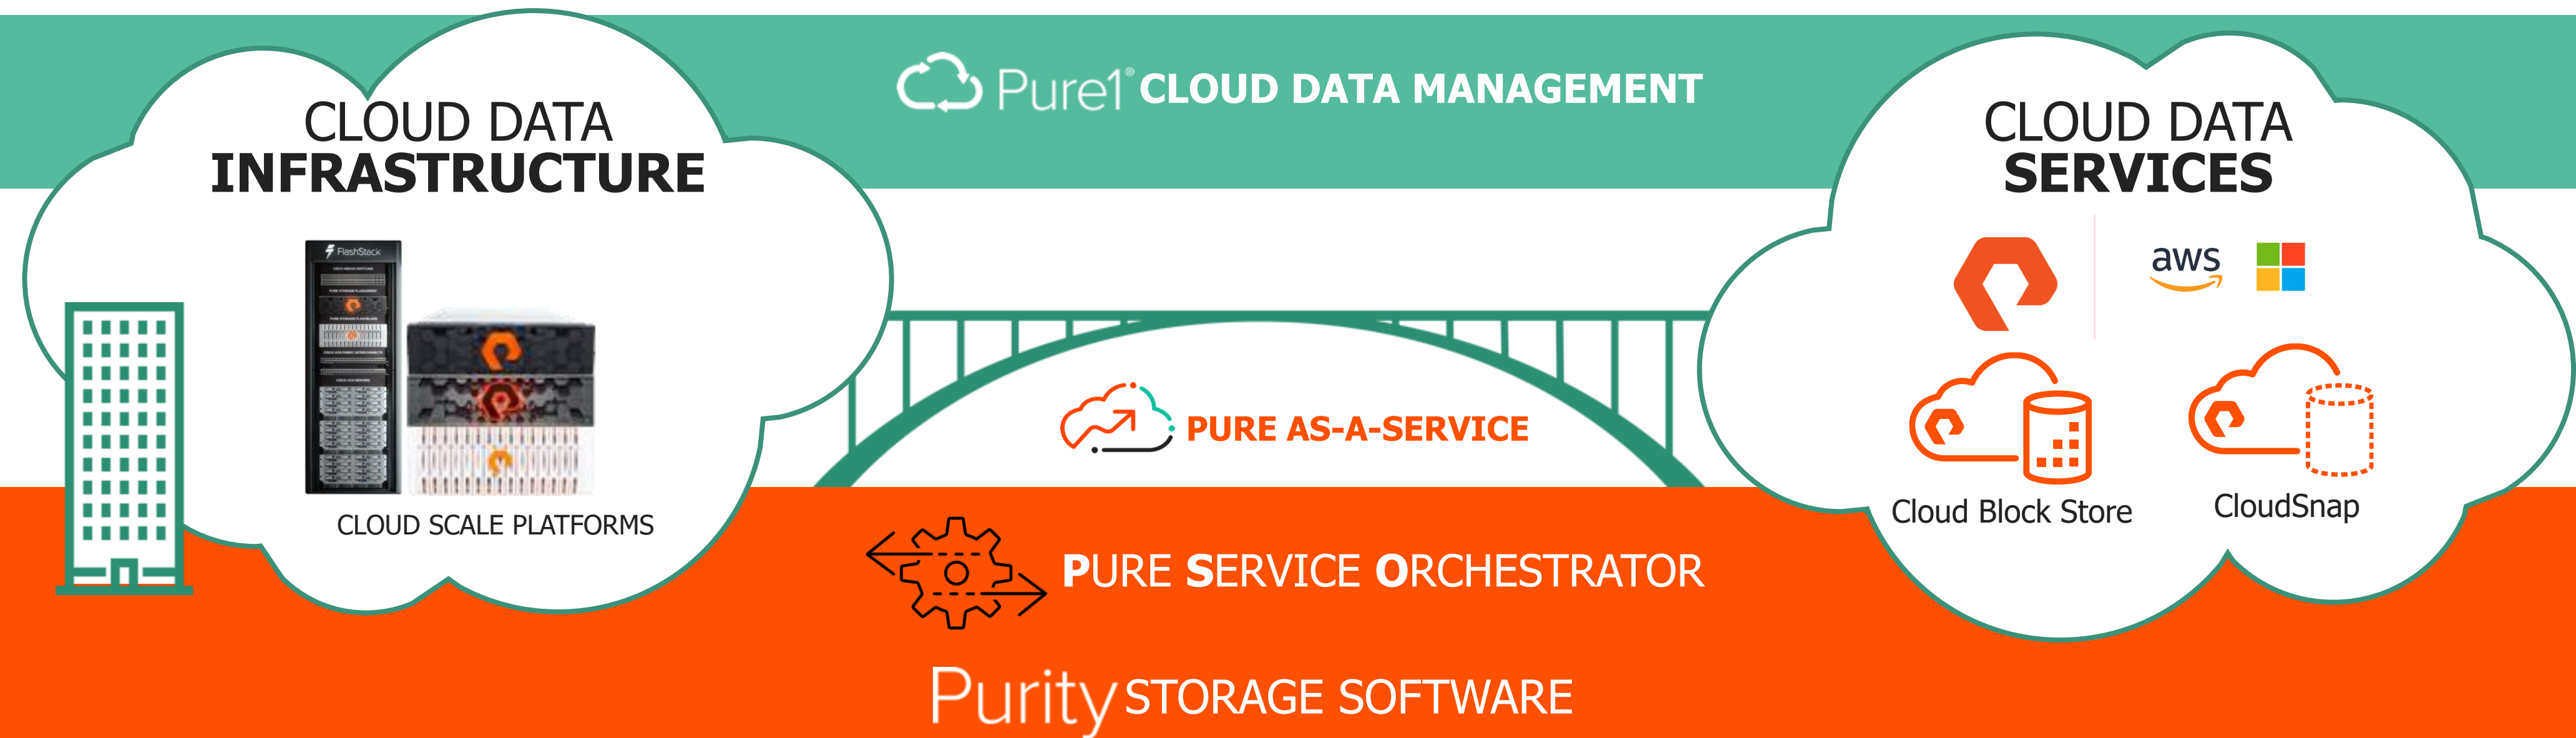 Pure1® CLOUD DATA MANAGEMENT
CLOUD DATA
INFRASTRUCTURE
FlashStack
CLOUD SCALE PLATFORMS
CLOUD DATA
SERVICES
aws
Cloud Block Store
CloudSnap
PURE AS-A-SERVICE
PURE SERVICE ORCHESTRATOR
Purity STORAGE SOFTWARE